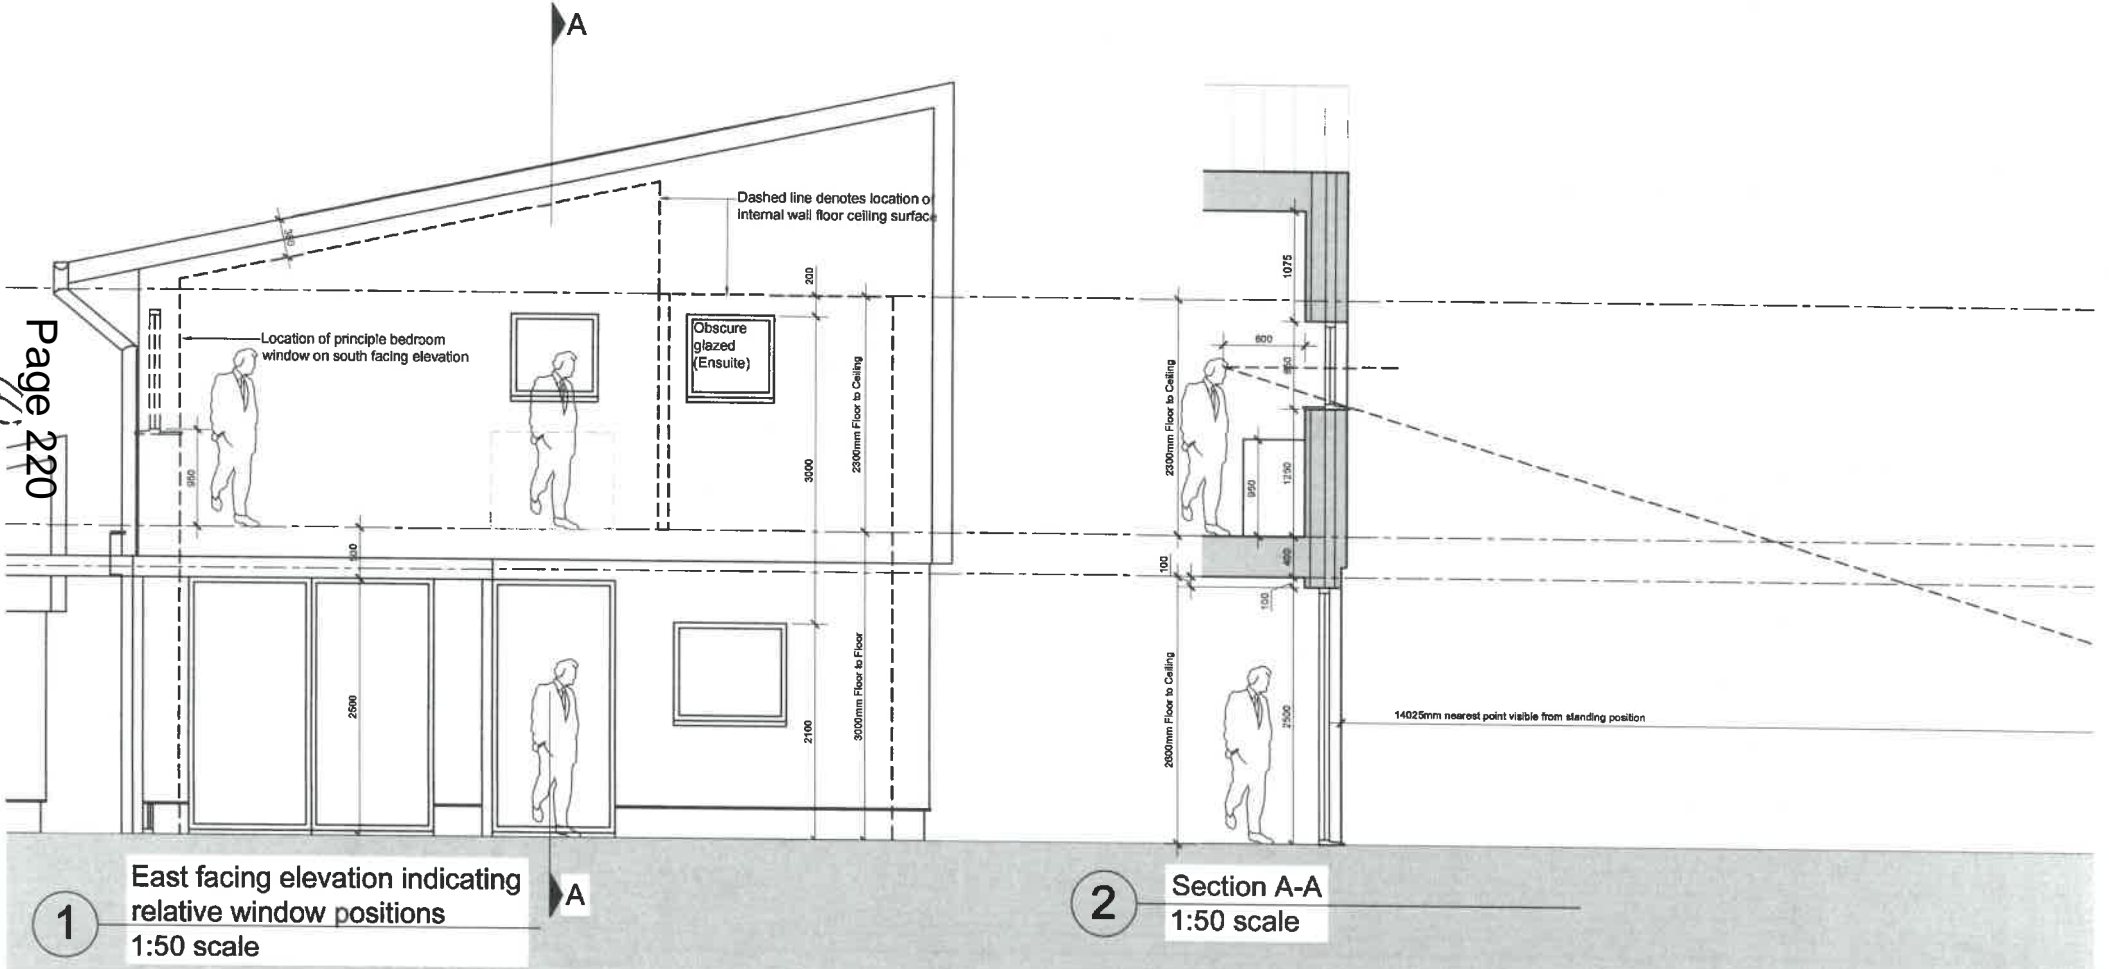 A
Dashed line denotes location o
internal wall floor ceiling surface
350
200
Location of principle bedroom
window on south facing elevation
Obscure
glazed
(Ensuite)
2300mm Floor to Ceiling
3000
950
500
2500
2100
3000mm Floor to Floor
Page 220
1
East facing elevation indicating
relative window positions
1:50 scale
A
1075
600
850
2300mm Floor to Ceiling
950
1250
100
400
100
2600mm Floor to Ceiling
2500
14025mm nearest point visible from standing position
2
Section A-A
1:50 scale